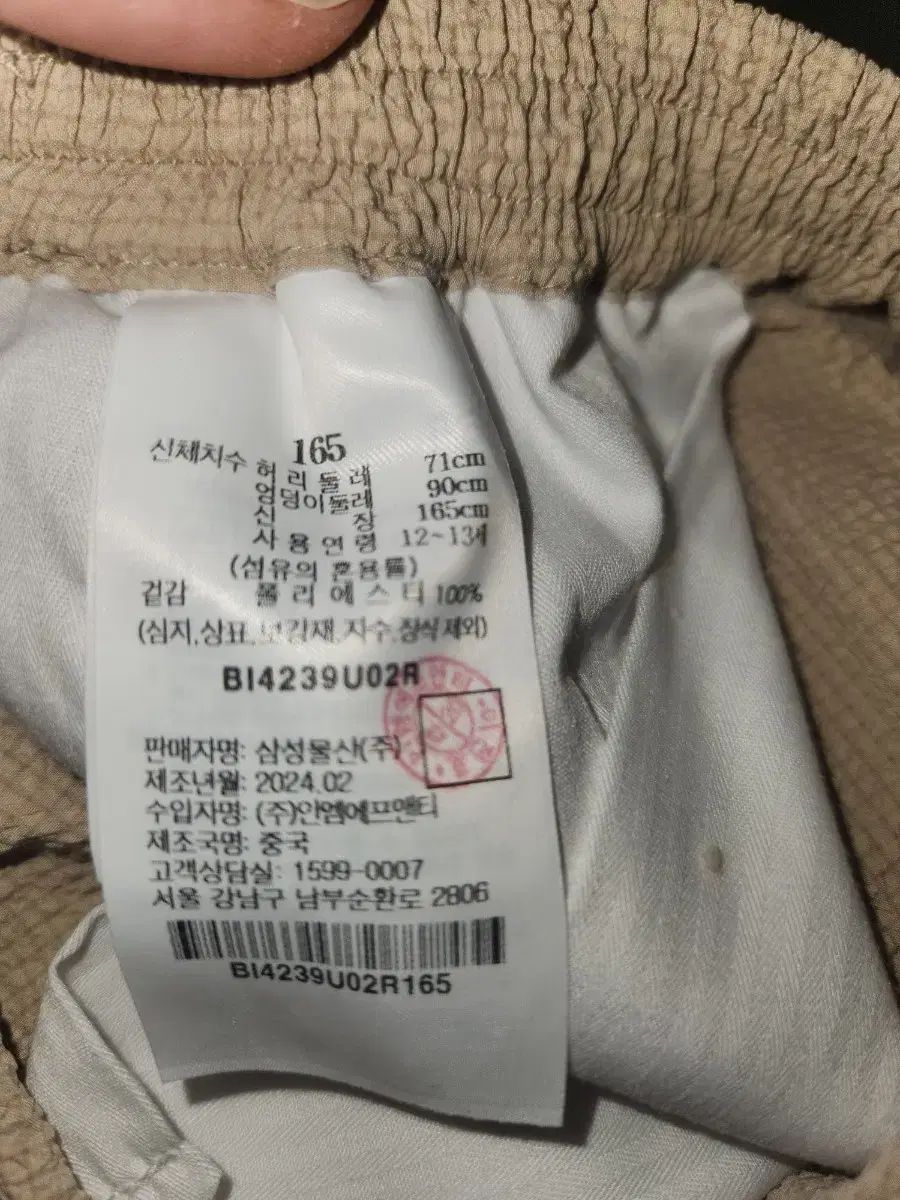 165
신체치수 허리둘레 71cm
엉덩이둘레 90cm
신 장 165cm
사용연령 12~13세
(섬유의 혼용률)
겉감 폴리에스터 100%
(심지,상표,보강재,자수,장식 제외)
BI4239U02R
판매자명: 삼성물산(주)
제조년월: 2024.02
수입자명: (주)안엠에프앤티
제조국명: 중국
고객상담실: 1599-0007
서울 강남구 남부순환로 2806
BI4239U02R165